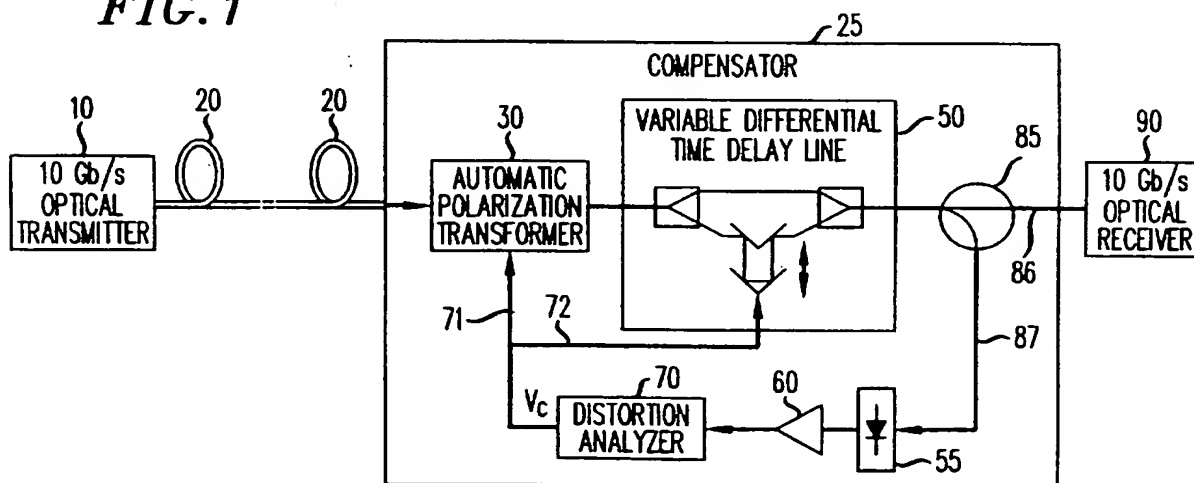 FIG. 1
25
COMPENSATOR
10
20
20
30
VARIABLE DIFFERENTIAL
TIME DELAY LINE
50
85
90
10 Gb/s
OPTICAL
TRANSMITTER
AUTOMATIC
POLARIZATION
TRANSFORMER
10 Gb/s
OPTICAL
RECEIVER
86
71
72
87
70
60
Vc
DISTORTION
ANALYZER
55